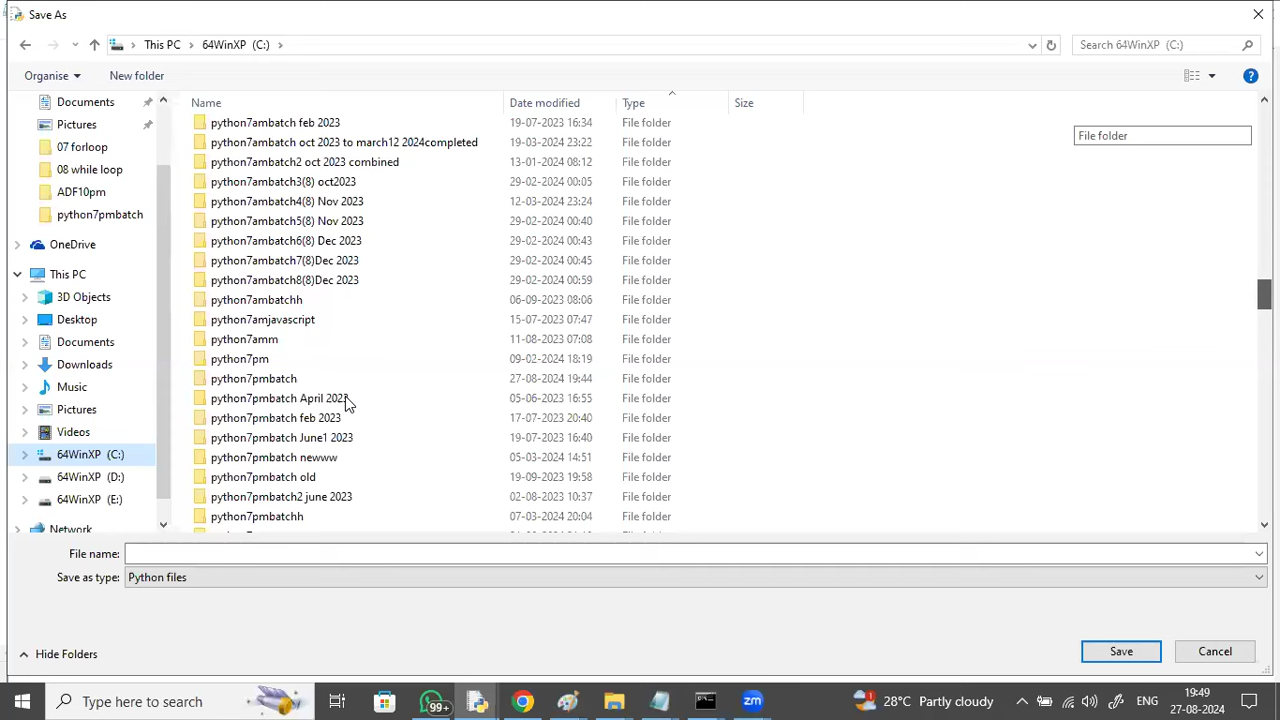 Save As
This PC 64WinXP (C:)
Search 64WinXP (C:)
Organise New folder
Name Date modified Type Size
Documents
Pictures
07 forloop
08 while loop
ADF10pm
python7pmbatch
OneDrive
This PC
3D Objects
Desktop
Documents
Downloads
Music
Pictures
Videos
64WinXP (C:)
64WinXP (D:)
64WinXP (E:)
Network
python7ambatch feb 2023 19-07-2023 16:34 File folder
python7ambatch oct 2023 to march12 2024completed 19-03-2024 23:22 File folder
python7ambatch2 oct 2023 combined 13-01-2024 08:12 File folder
python7ambatch3(8) oct2023 29-02-2024 00:05 File folder
python7ambatch4(8) Nov 2023 12-03-2024 23:24 File folder
python7ambatch5(8) Nov 2023 29-02-2024 00:40 File folder
python7ambatch6(8) Dec 2023 29-02-2024 00:43 File folder
python7ambatch7(8)Dec 2023 29-02-2024 00:45 File folder
python7ambatch8(8)Dec 2023 29-02-2024 00:59 File folder
python7ambatchh 06-09-2023 08:06 File folder
python7amjavascript 15-07-2023 07:47 File folder
python7amm 11-08-2023 07:08 File folder
python7pm 09-02-2024 18:19 File folder
python7pmbatch 27-08-2024 19:44 File folder
python7pmbatch April 2023 05-06-2023 16:55 File folder
python7pmbatch feb 2023 17-07-2023 20:40 File folder
python7pmbatch June1 2023 19-07-2023 16:40 File folder
python7pmbatch newww 05-03-2024 14:51 File folder
python7pmbatch old 19-09-2023 19:58 File folder
python7pmbatch2 june 2023 02-08-2023 10:37 File folder
python7pmbatchh 07-03-2024 20:04 File folder
File folder
File name:
Save as type: Python files
Hide Folders
Save Cancel
Type here to search
99+
28°C Partly cloudy
ENG
19:49
27-08-2024